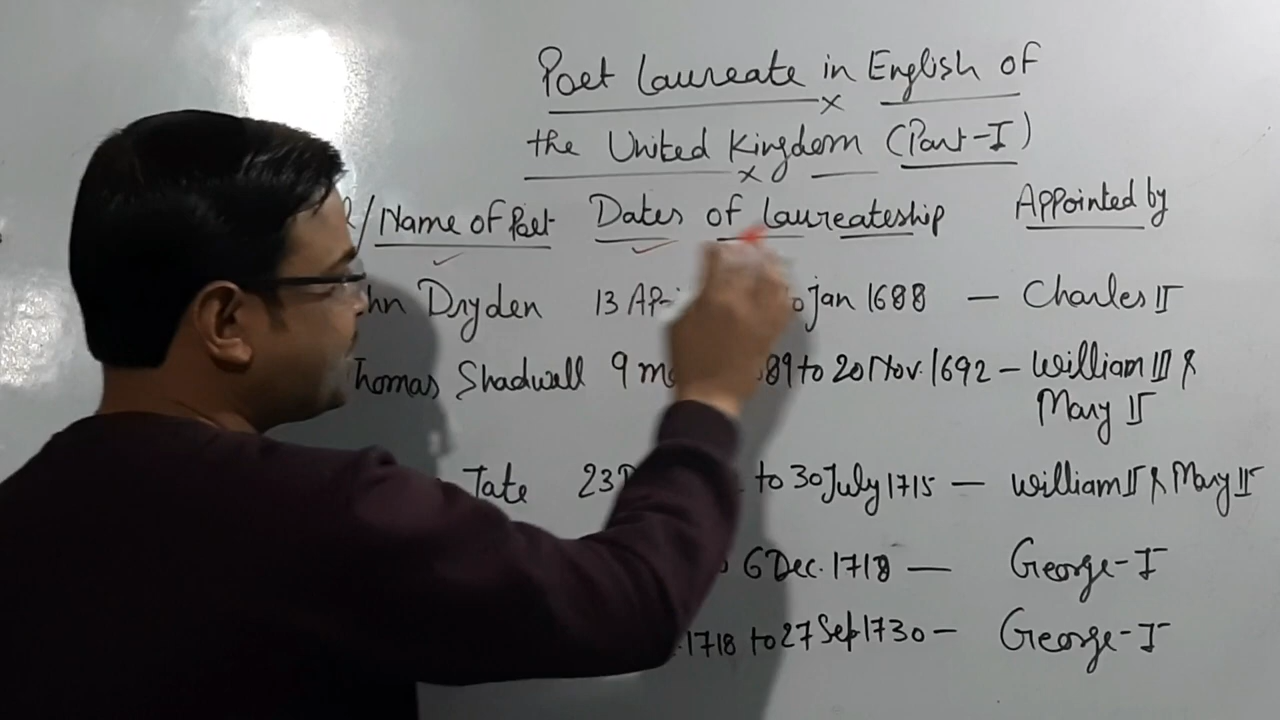 Poet Laureate in English of
the United Kingdom (Part-I)
/Name of Poet Dates of Laureateship Appointed by
hn Dryden 13 Ap Jan 1688 — Charles II
Thomas Shadwell 9 Ma 89 to 20 Nov. 1692 — William III &
Mary II
Tate 23 D to 30 July 1715 — William II & Mary II
6 Dec. 1718 — George-I
.1718 to 27 Sep 1730 — George-I